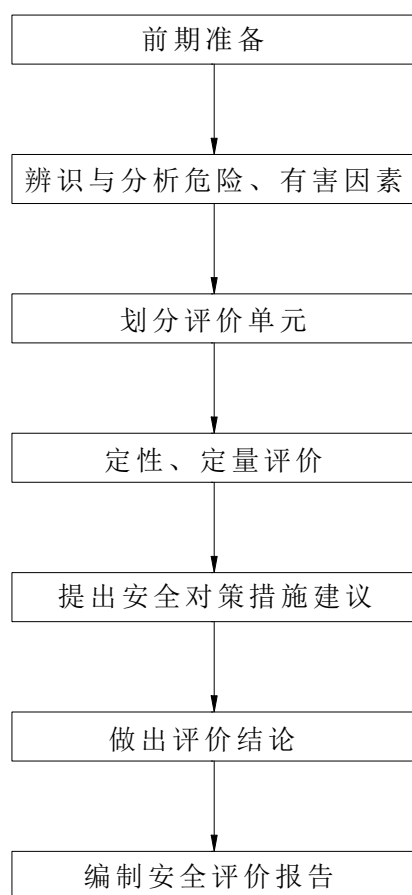 前期准备
辨识与分析危险、有害因素
划分评价单元
定性、定量评价
提出安全对策措施建议
做出评价结论
编制安全评价报告